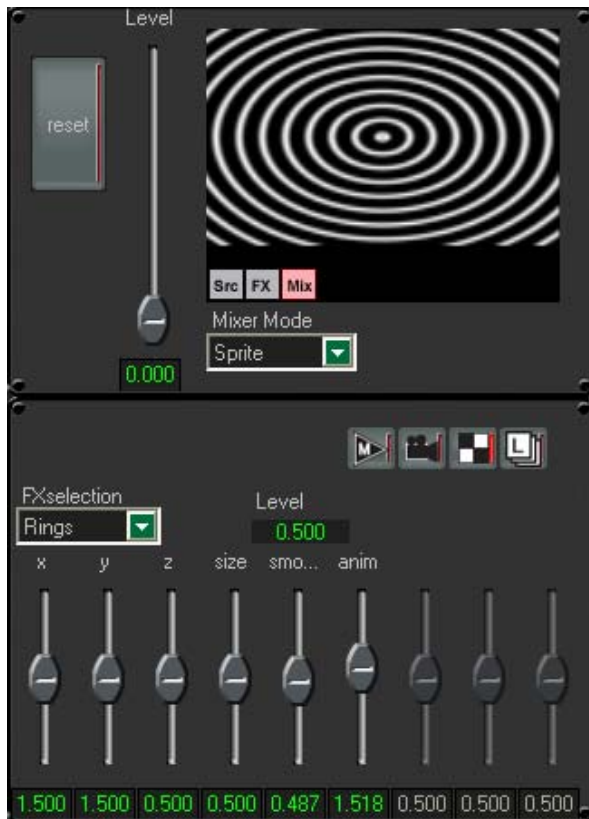 Level
reset
Src FX Mix
Mixer Mode
Sprite
0.000
M L
FXselection
Level
Rings
0.500
x y z size smo... anim
1.500 1.500 0.500 0.500 0.487 1.518 0.500 0.500 0.500